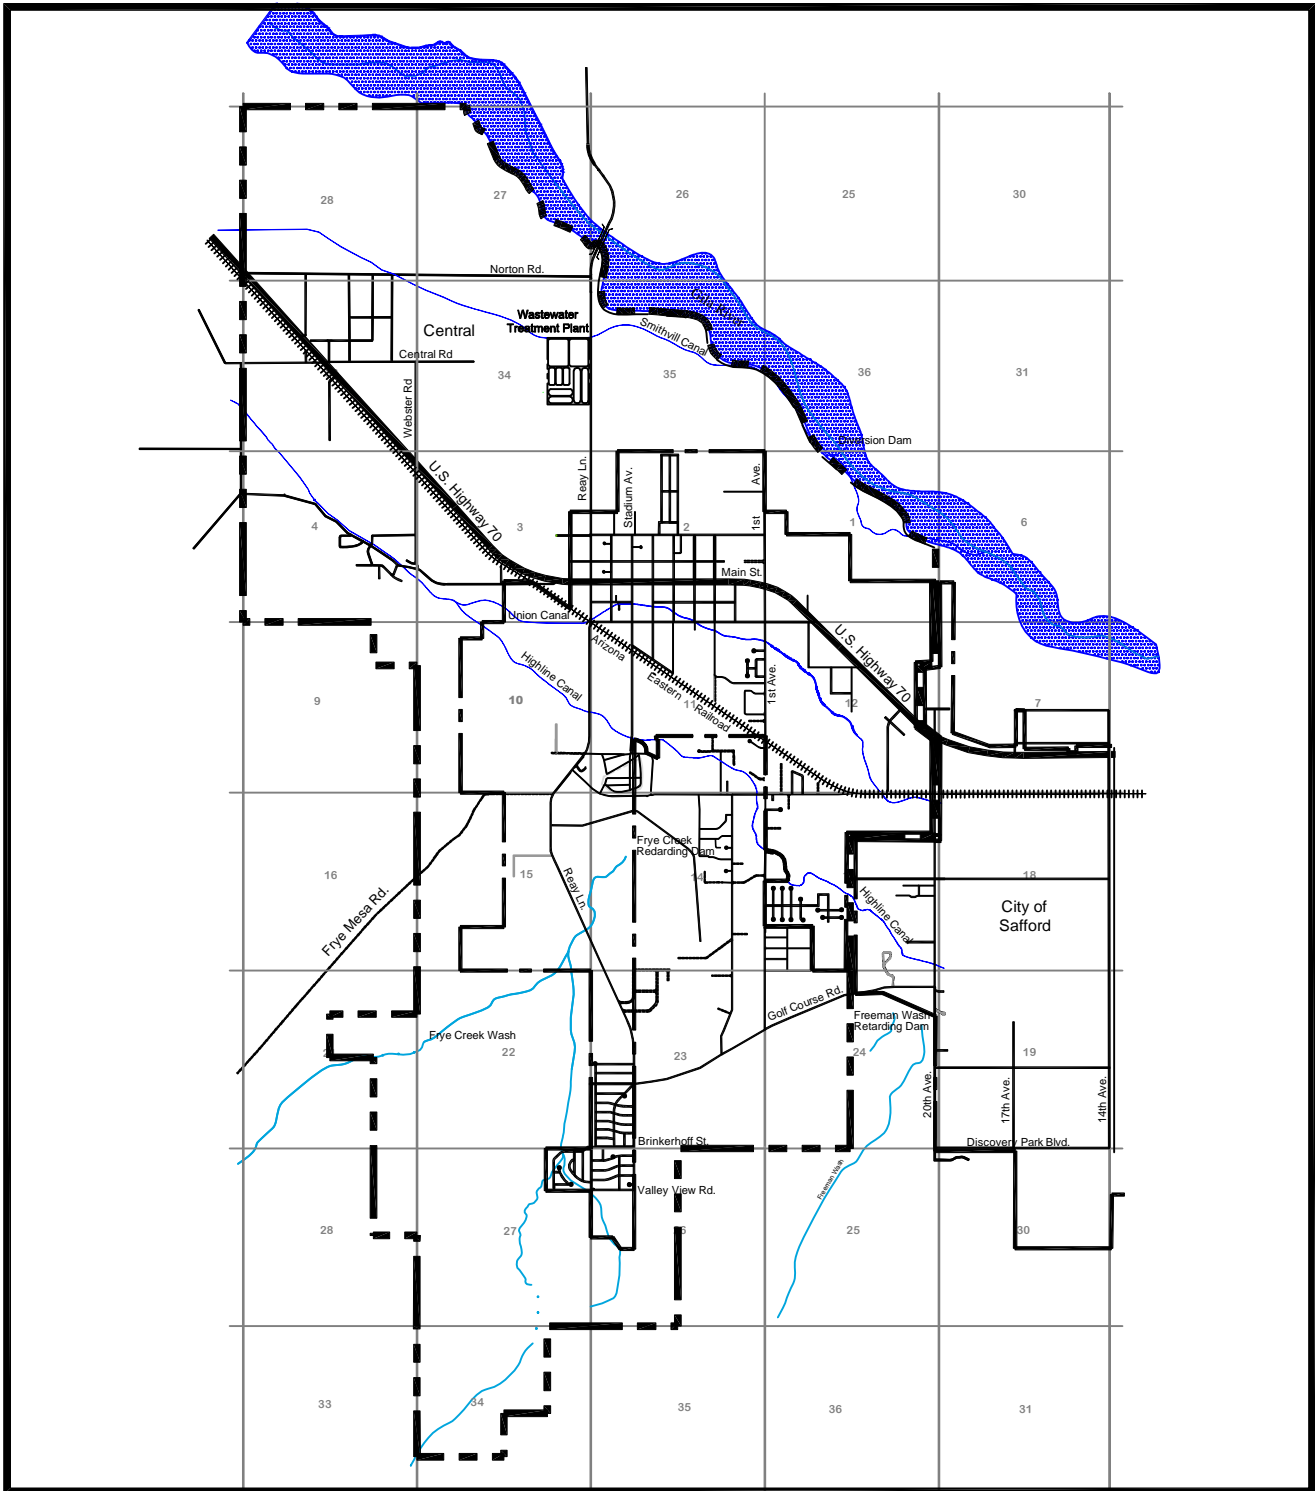 28
27
26
25
30
Norton Rd.
Central
Wastewater
Treatment Plant
Smithvill Canal
Central Rd
34
35
36
31
Webster Rd
Diversion Dam
U.S. Highway 70
Reay Ln.
Stadium Av.
1st Ave.
4
3
2
1
6
Main St.
Union Canal
Arizona Eastern Railroad
Highline Canal
U.S. Highway 70
1st Ave.
9
10
11
12
7
Frye Creek
Redarding Dam
16
15
14
18
Reay Ln.
Highline Canal
City of
Safford
Frye Mesa Rd.
Golf Course Rd.
Freeman Wash
Retarding Dam
Frye Creek Wash
22
23
24
19
20th Ave.
17th Ave.
14th Ave.
Brinkerhoff St.
Discovery Park Blvd.
Valley View Rd.
Freeman Wash
28
27
25
30
33
34
35
36
31